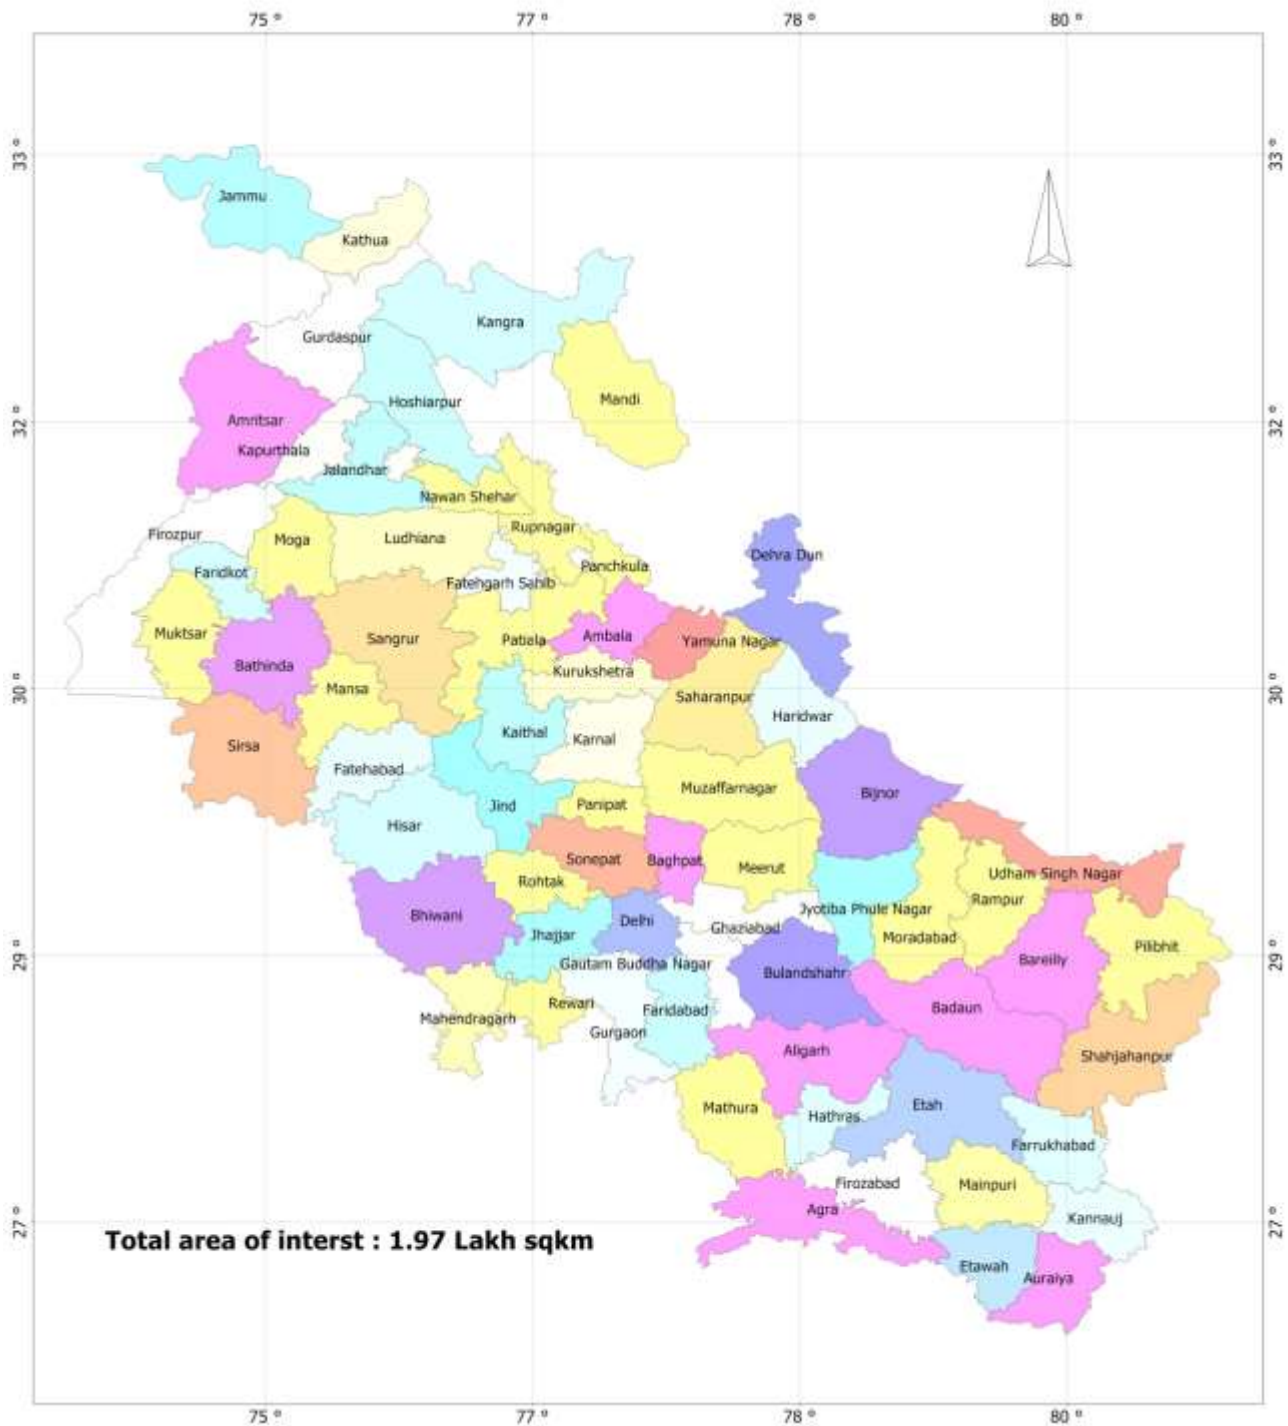 75 °
77 °
78 °
80 °
33 °
33 °
Jammu
Kathua
Kangra
Gurdaspur
Mandi
Hoshiarpur
Amritsar
32 °
32 °
Kapurthala
Jalandhar
Nawan Shehar
Rupnagar
Firozpur
Moga
Ludhiana
Dehra Dun
Panchkula
Faridkot
Fatehgarh Sahib
Muktsar
Sangrur
Patiala
Ambala
Yamuna Nagar
Bathinda
Kurukshetra
Mansa
Saharanpur
30 °
30 °
Haridwar
Sirsa
Kaithal
Karnal
Fatehabad
Muzaffarnagar
Bijnor
Jind
Panipat
Hisar
Sonepat
Baghpat
Meerut
Udham Singh Nagar
Rohtak
Rampur
Bhiwani
Delhi
Jyotiba Phule Nagar
Ghaziabad
Jhajjar
Moradabad
Pilibhit
29 °
29 °
Gautam Buddha Nagar
Bareilly
Bulandshahr
Rewari
Faridabad
Badaun
Mahendragarh
Gurgaon
Aligarh
Shahjahanpur
Mathura
Hathras
Etah
Farrukhabad
Firozabad
Mainpuri
Agra
Kannauj
27 °
27 °
Total area of interst : 1.97 Lakh sqkm
Etawah
Auraiya
75 °
77 °
78 °
80 °